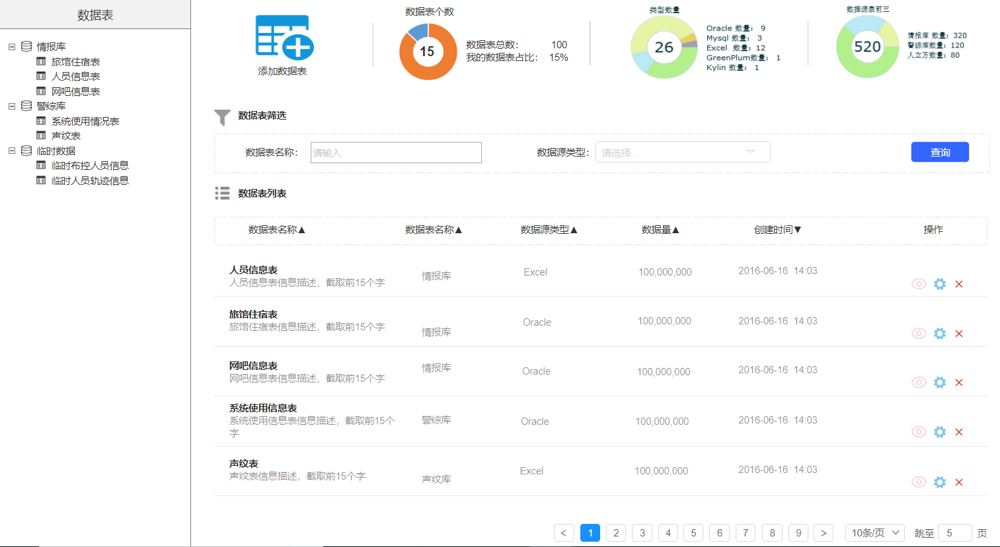 数据表
情报库
旅馆住宿表
人员信息表
网吧信息表
警综库
系统使用情况表
声纹表
临时数据
临时布控人员信息
临时人员轨迹信息
添加数据表
数据表个数
15
数据表总数： 100
我的数据表占比： 15%
类型数量
26
Oracle 数量： 9
Mysql 数量： 3
Excel 数量： 12
GreenPlum数量： 1
Kylin 数量： 1
数据源表前三
520
情报库 数量：320
警综库数量：120
人立方数量：80
数据表筛选
数据表名称： 请输入 数据源类型： 请选择... 查询
数据表列表
数据表名称▲ 数据表名称▲ 数据源类型▲ 数据量▲ 创建时间▼ 操作
人员信息表
人员信息表信息描述，截取前15个字 情报库 Excel 100,000,000 2016-06-16 14:03
旅馆住宿表
旅馆住宿表信息描述，截取前15个字 情报库 Oracle 100,000,000 2016-06-16 14:03
网吧信息表
网吧信息表信息描述，截取前15个字 情报库 Oracle 100,000,000 2016-06-16 14:03
系统使用信息表
系统使用信息表信息描述，截取前15个
字 警综库 Oracle 100,000,000 2016-06-16 14:03
声纹表
声纹表信息描述，截取前15个字 声纹库 Excel 100,000,000 2016-06-16 14:03
< 1 2 3 4 5 6 7 8 9 > 10条/页 跳至 5 页